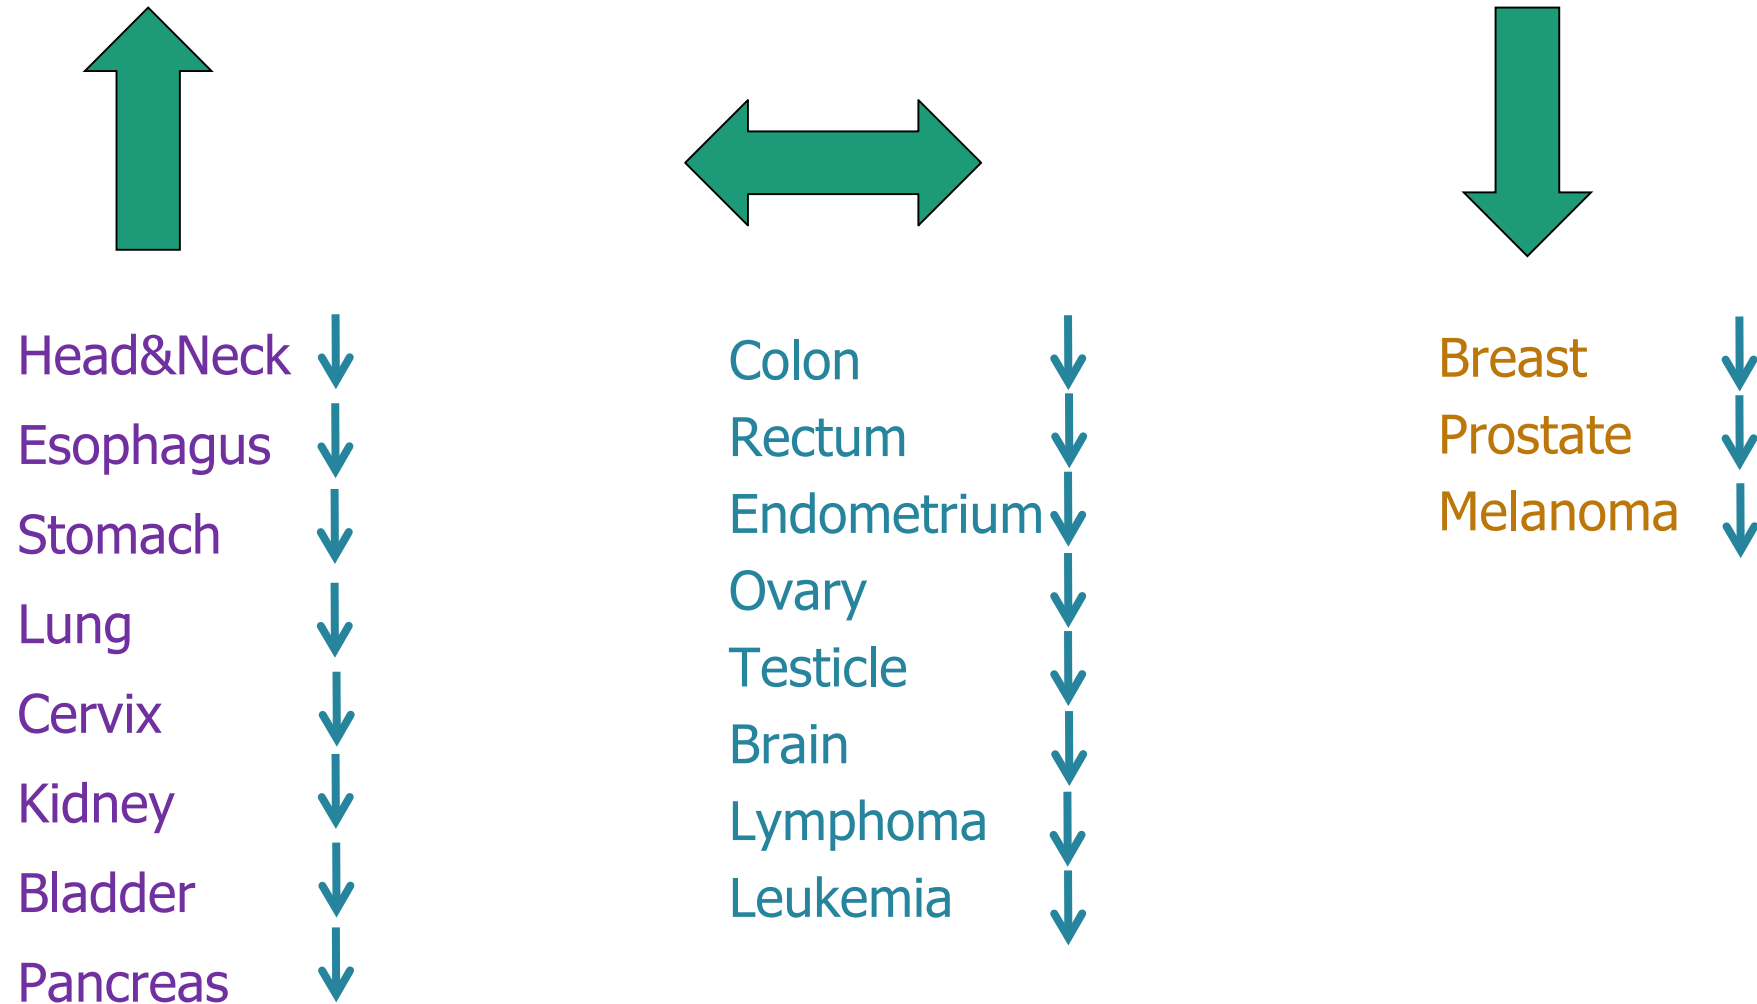 Head&Neck
Esophagus
Stomach
Lung
Cervix
Kidney
Bladder
Pancreas
Colon
Rectum
Endometrium
Ovary
Testicle
Brain
Lymphoma
Leukemia
Breast
Prostate
Melanoma